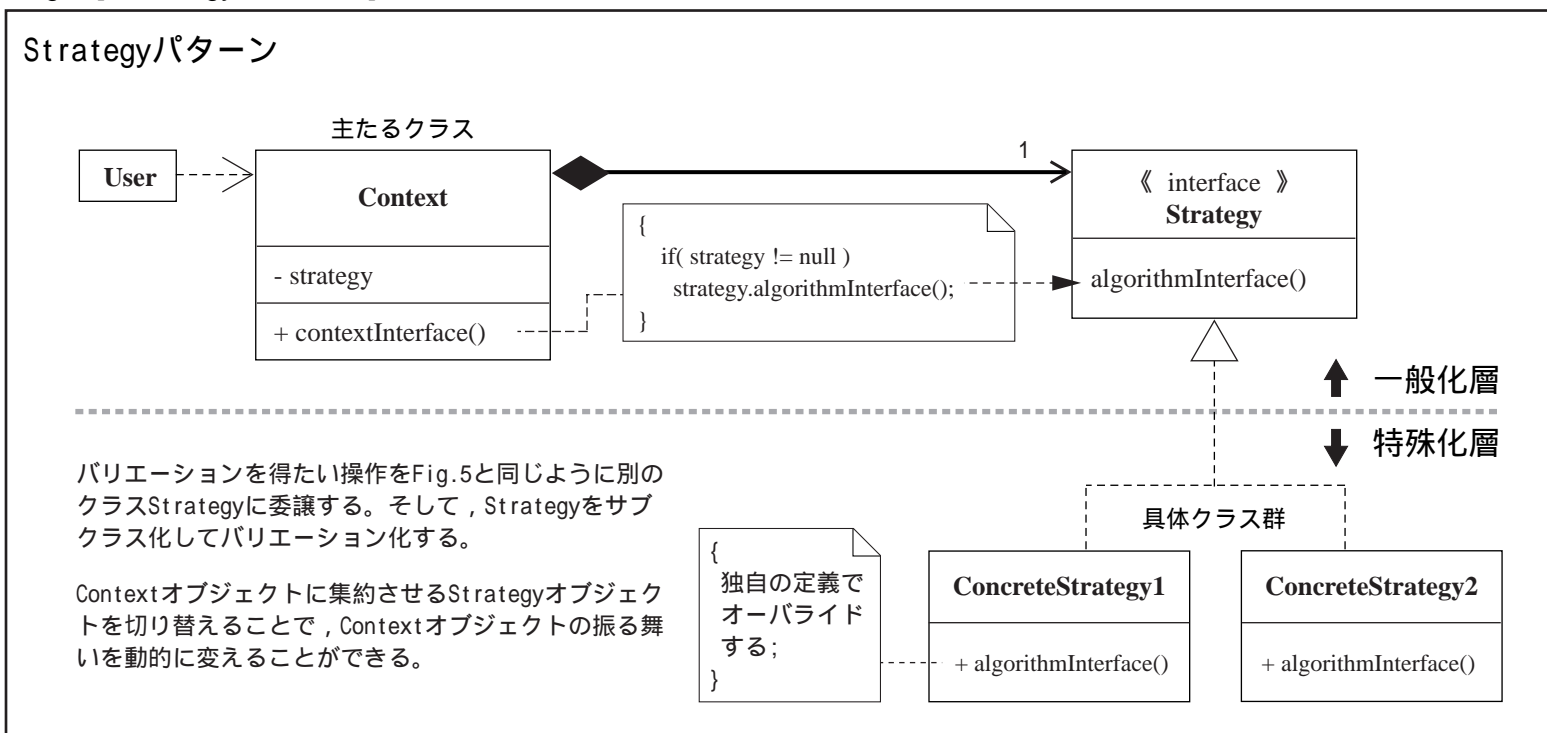 Strategyパターン
主たるクラス
User
Context
- strategy
+ contextInterface()
1
《 interface 》
Strategy
algorithmInterface()
{
if( strategy != null )
strategy.algorithmInterface();
}
一般化層
特殊化層
バリエーションを得たい操作をFig.5と同じように別の
クラスStrategyに委譲する。そして，Strategyをサブ
クラス化してバリエーション化する。
Contextオブジェクトに集約させるStrategyオブジェク
トを切り替えることで，Contextオブジェクトの振る舞
いを動的に変えることができる。
具体クラス群
{
独自の定義で
オーバライド
する;
}
ConcreteStrategy1
+ algorithmInterface()
ConcreteStrategy2
+ algorithmInterface()